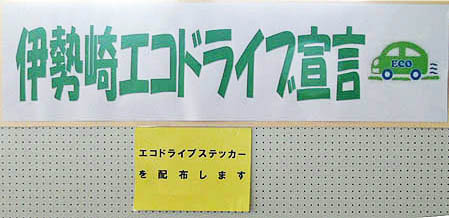 伊勢崎エコドライブ宣言
ECO
エコドライブステッカー
を配布します